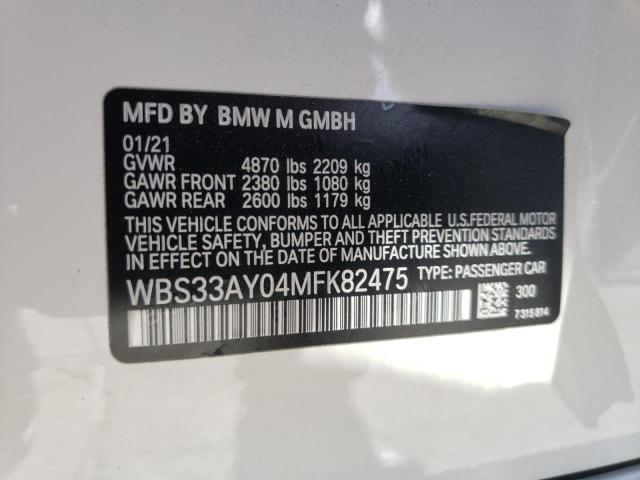 MFD BY BMW M GMBH
01/21
GVWR 4870 lbs 2209 kg
GAWR FRONT 2380 lbs 1080 kg
GAWR REAR 2600 lbs 1179 kg
THIS VEHICLE CONFORMS TO ALL APPLICABLE U.S.FEDERAL MOTOR
VEHICLE SAFETY, BUMPER AND THEFT PREVENTION STANDARDS
IN EFFECT ON THE DATE OF MANUFACTURE SHOWN ABOVE.
WBS33AY04MFK82475 TYPE: PASSENGER CAR
300
7315814